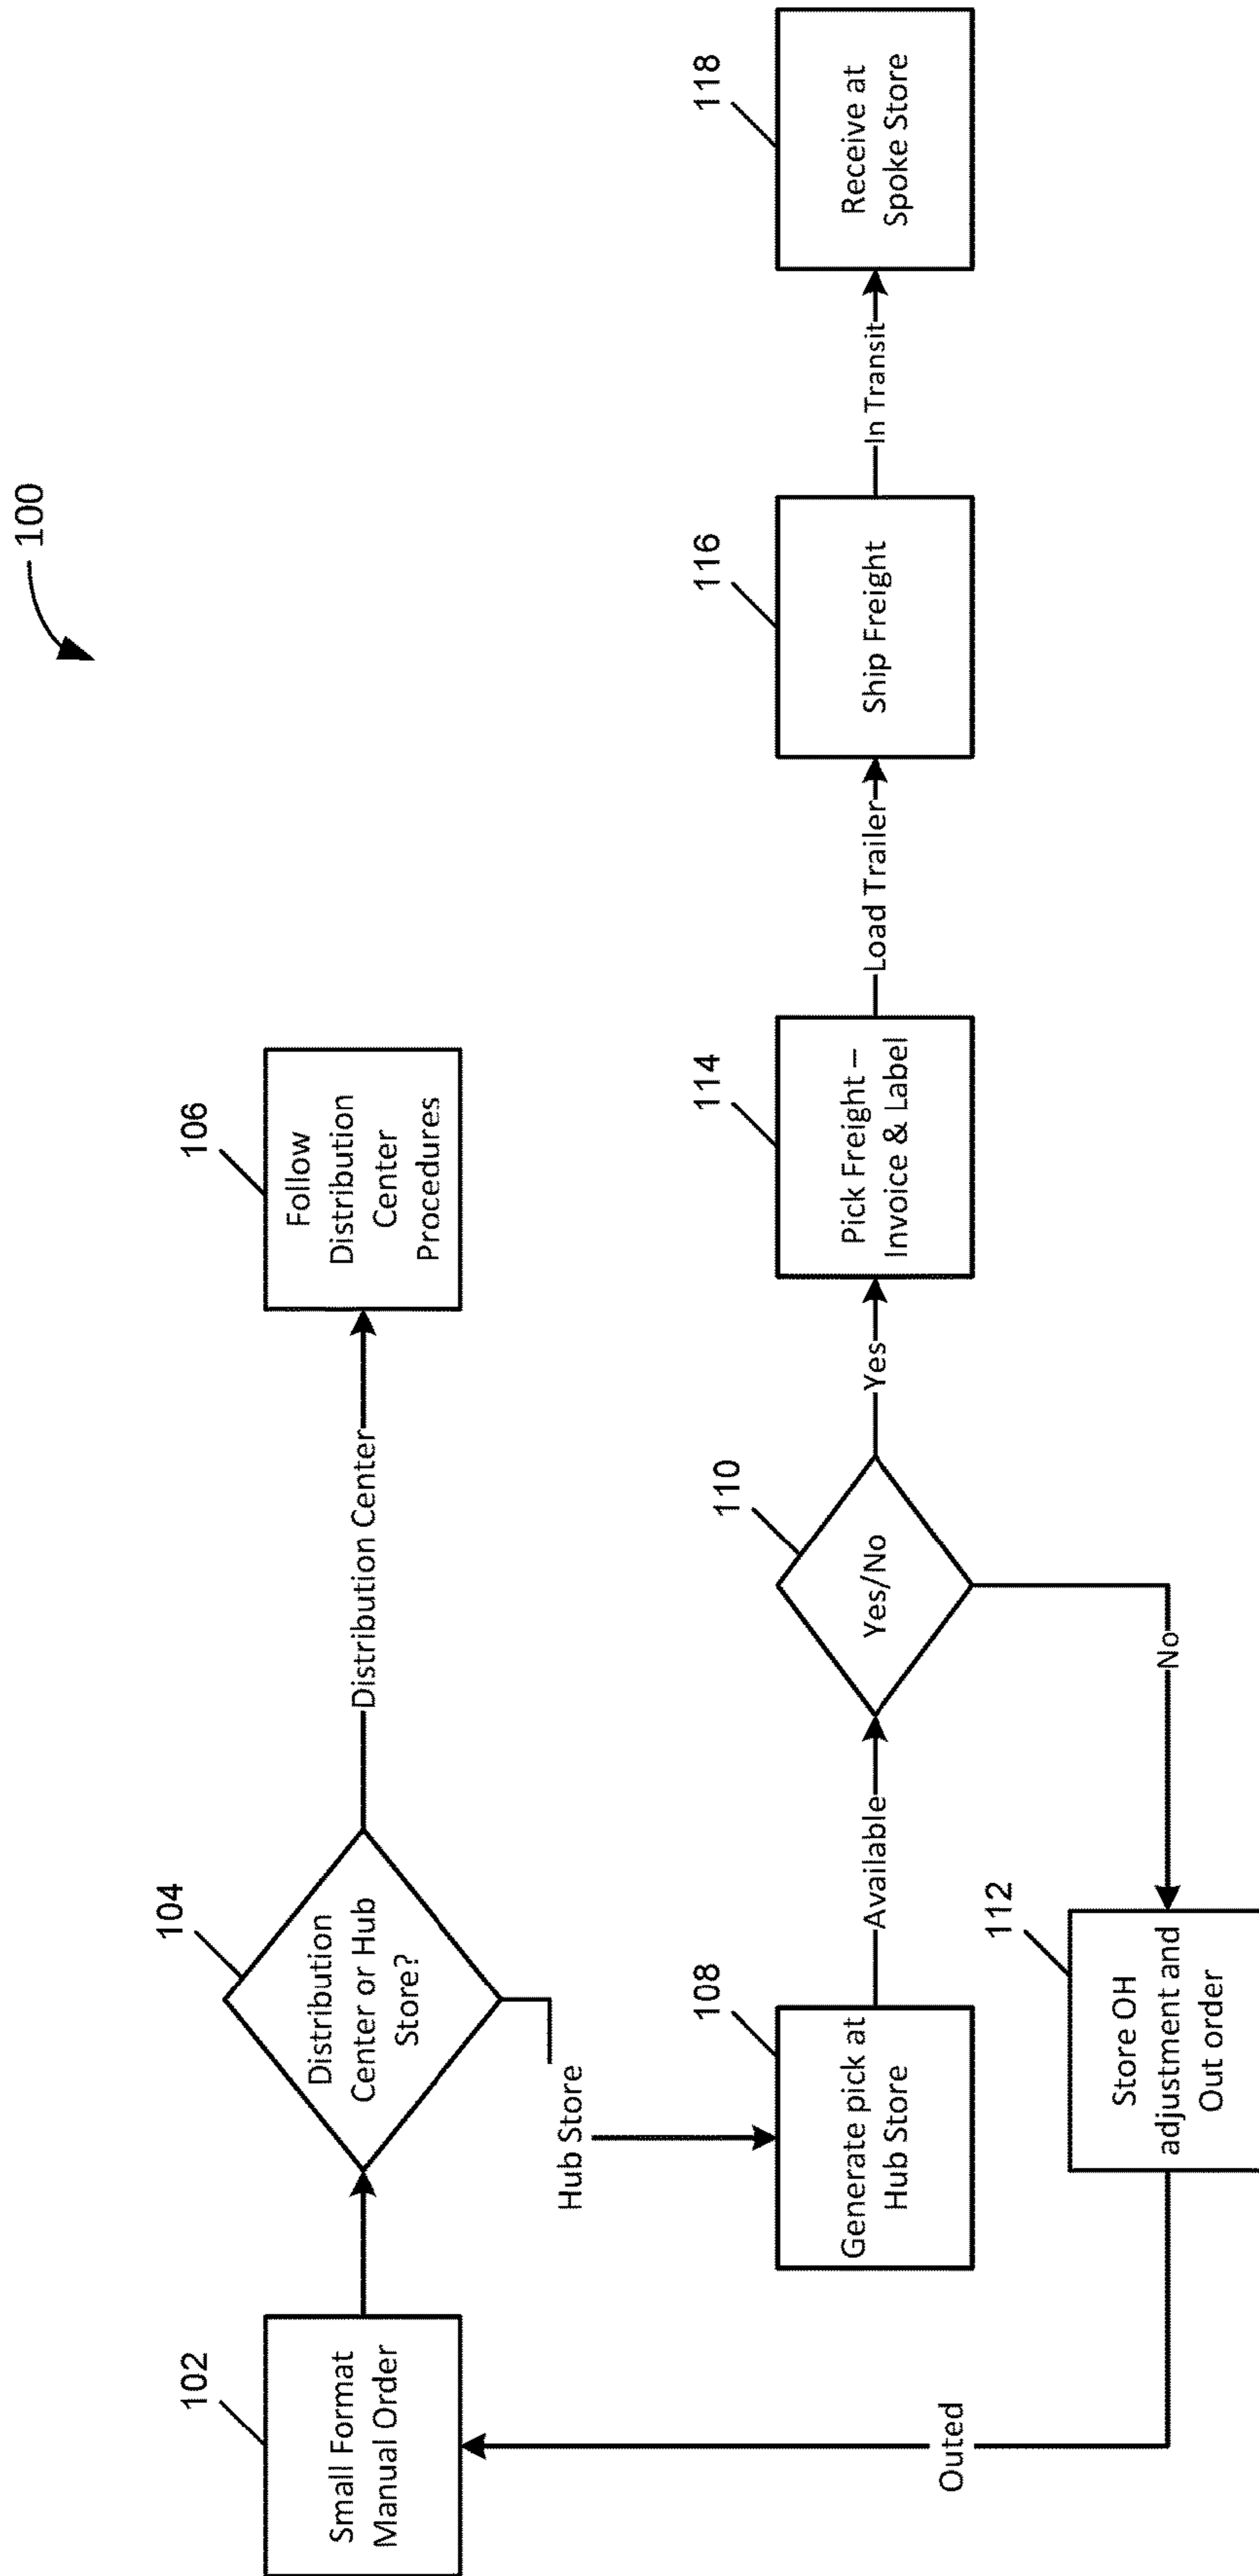 100
102
Small Format
Manual Order
104
Distribution
Center or Hub
Store?
Distribution Center
106
Follow
Distribution
Center
Procedures
Hub Store
108
Generate pick at
Hub Store
Available
110
Yes/No
Yes
114
Pick Freight –
Invoice & Label
Load Trailer
116
Ship Freight
In Transit
118
Receive at
Spoke Store
No
112
Store OH
adjustment and
Out order
Outed